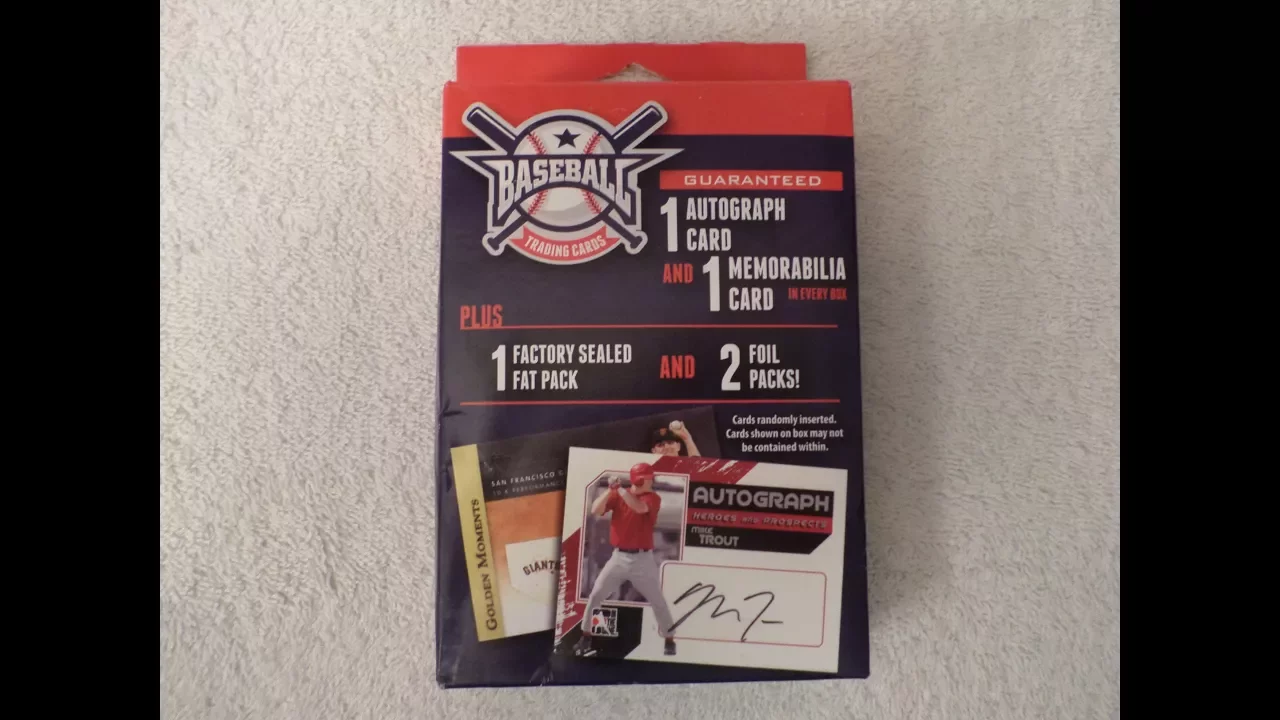 BASEBALL
TRADING CARDS
GUARANTEED
1 AUTOGRAPH
CARD
AND 1 MEMORABILIA
CARD IN EVERY BOX
PLUS
1 FACTORY SEALED
FAT PACK
AND 2 FOIL
PACKS!
Cards randomly inserted.
Cards shown on box may not
be contained within.
SAN FRANCISCO
GOLDEN MOMENTS
GIANT
AUTOGRAPH
HEROES AND PROSPECTS
MIKE
TROUT